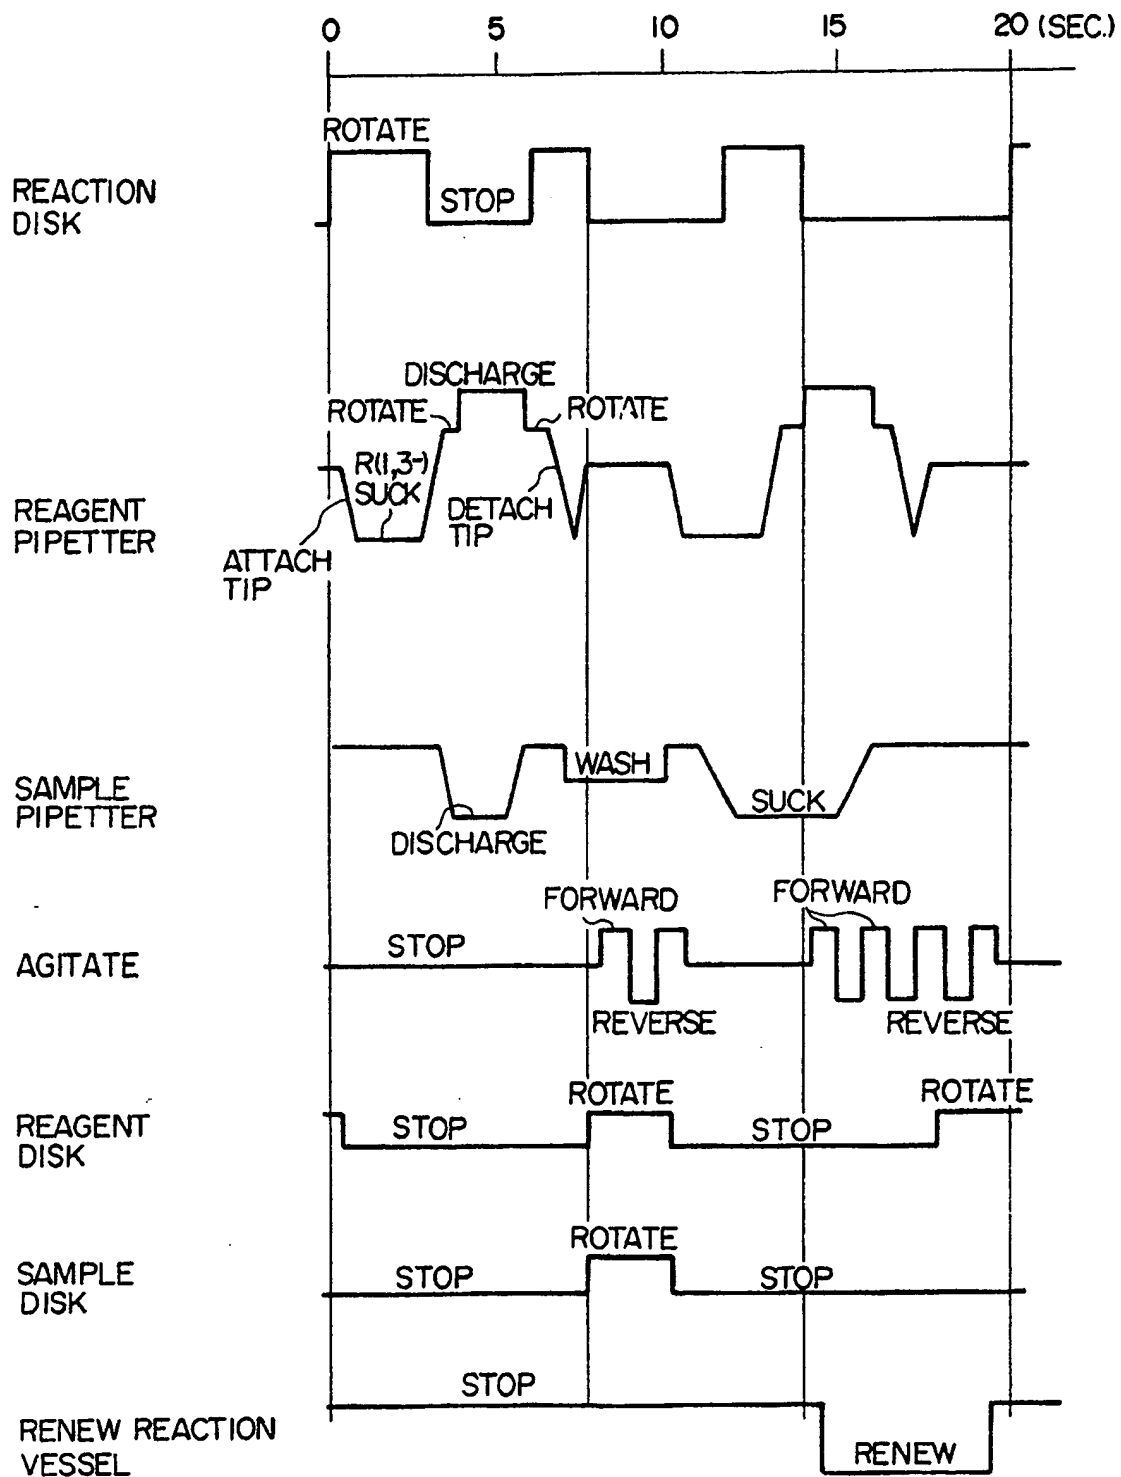 0 5 10 15 20 (SEC.)
ROTATE
STOP
REACTION
DISK
DISCHARGE
ROTATE
ROTATE
R(1,3-)
SUCK
DETACH
TIP
REAGENT
PIPETTER
ATTACH
TIP
WASH
SAMPLE
PIPETTER
SUCK
DISCHARGE
FORWARD
FORWARD
STOP
AGITATE
REVERSE
REVERSE
ROTATE
ROTATE
REAGENT
DISK
STOP
STOP
ROTATE
SAMPLE
DISK
STOP
STOP
STOP
RENEW REACTION
VESSEL
RENEW